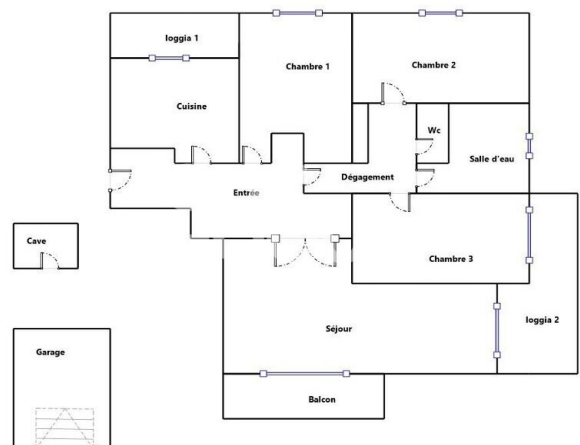 loggia 1
Chambre 1
Chambre 2
Cuisine
Wc
Salle d'eau
Dégagement
Entrée
Cave
Chambre 3
loggia 2
Séjour
Garage
Balcon